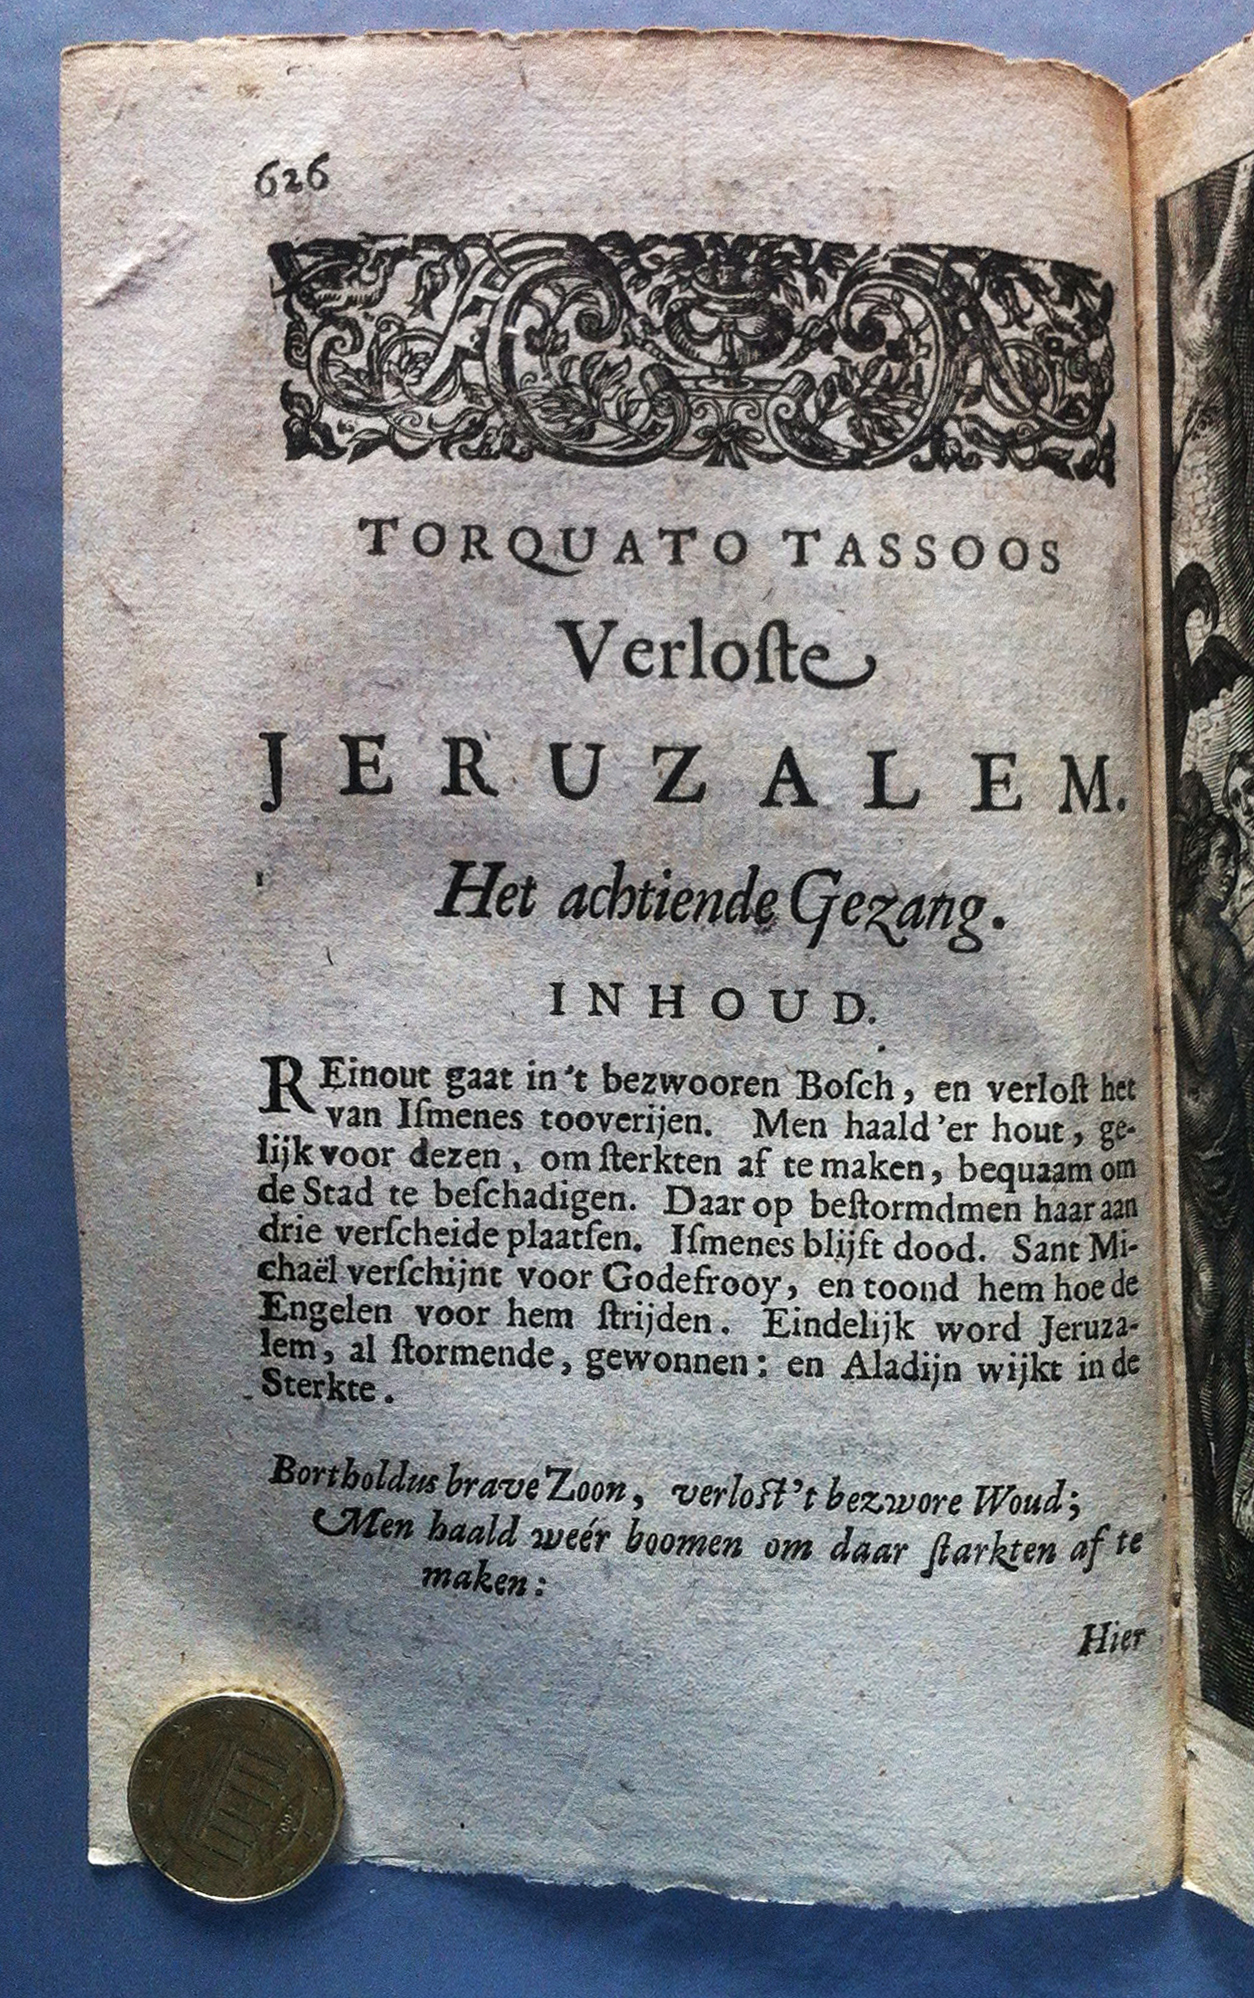 626
TORQUATO TASSOOS
Verloſte
JERUZALEM.
Het achtiende Gezang.
INHOUD.
REinout gaat in 't bezwooren Boſch, en verloſt het
van Iſmenes tooverijen. Men haald 'er hout, ge-
lijk voor dezen, om ſterkten af te maken, bequaam om
de Stad te beſchadigen. Daar op beſtormdmen haar aan
drie verſcheide plaatſen. Iſmenes blijft dood. Sant Mi-
chaël verſchijnt voor Godefrooy, en toond hem hoe de
Engelen voor hem ſtrijden. Eindelijk word Jeruza-
lem, al ſtormende, gewonnen: en Aladijn wijkt in de
Sterkte.
Bortholdus brave Zoon, verloſt 't bezwore Woud;
Men haald weér boomen om daar ſtarkten af te
maken:
Hier
2002